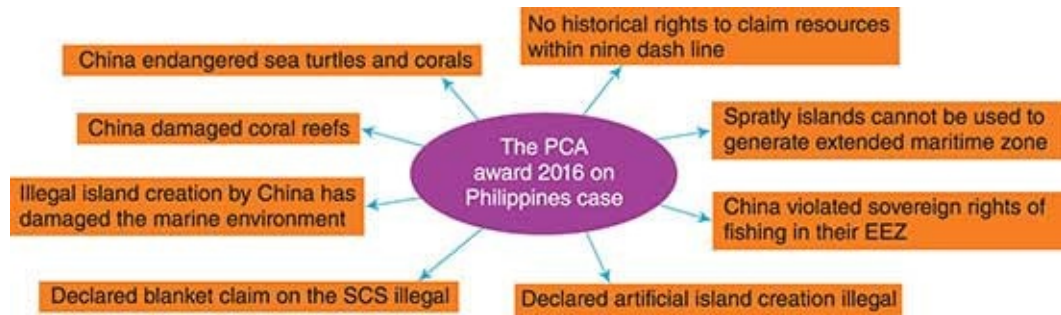 No historical rights to claim resources
within nine dash line
China endangered sea turtles and corals
Spratly islands cannot be used to
generate extended maritime zone
China damaged coral reefs
The PCA
award 2016 on
Philippines case
Illegal island creation by China has
damaged the marine environment
China violated sovereign rights of
fishing in their EEZ
Declared blanket claim on the SCS illegal
Declared artificial island creation illegal